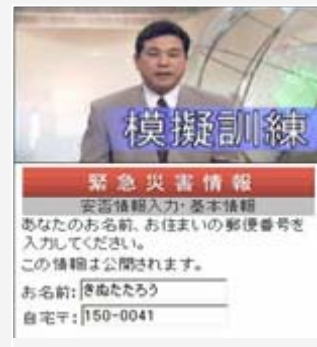 模擬訓練
緊急災害情報
安否情報入力・基本情報
あなたのお名前、お住まいの郵便番号を
入力してください。
この情報は公開されます。
お名前: きぬたたろう
自宅〒: 150-0041